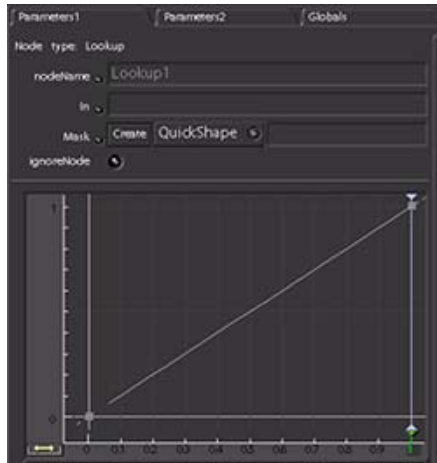 Parameters1 Parameters2 Globals
Node type: Lookup
nodeName Lookup1
In
Mask Create QuickShape
ignoreNode
1
0
0 0.1 0.2 0.3 0.4 0.5 0.6 0.7 0.8 0.9 1